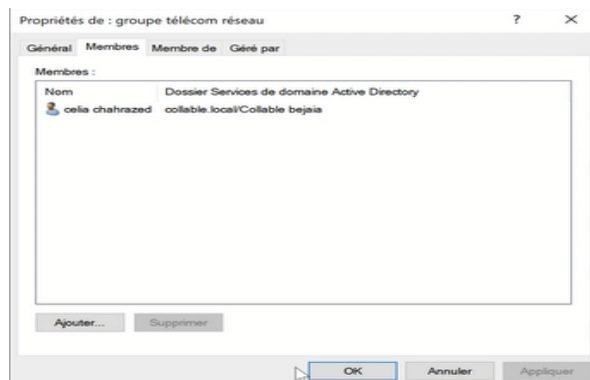 Propriétés de : groupe télécom réseau ? ×
Général Membres Membre de Géré par
Membres :
Nom Dossier Services de domaine Active Directory
celia chahrazed collable.local/Collable bejaia
Ajouter... Supprimer
OK Annuler Appliquer